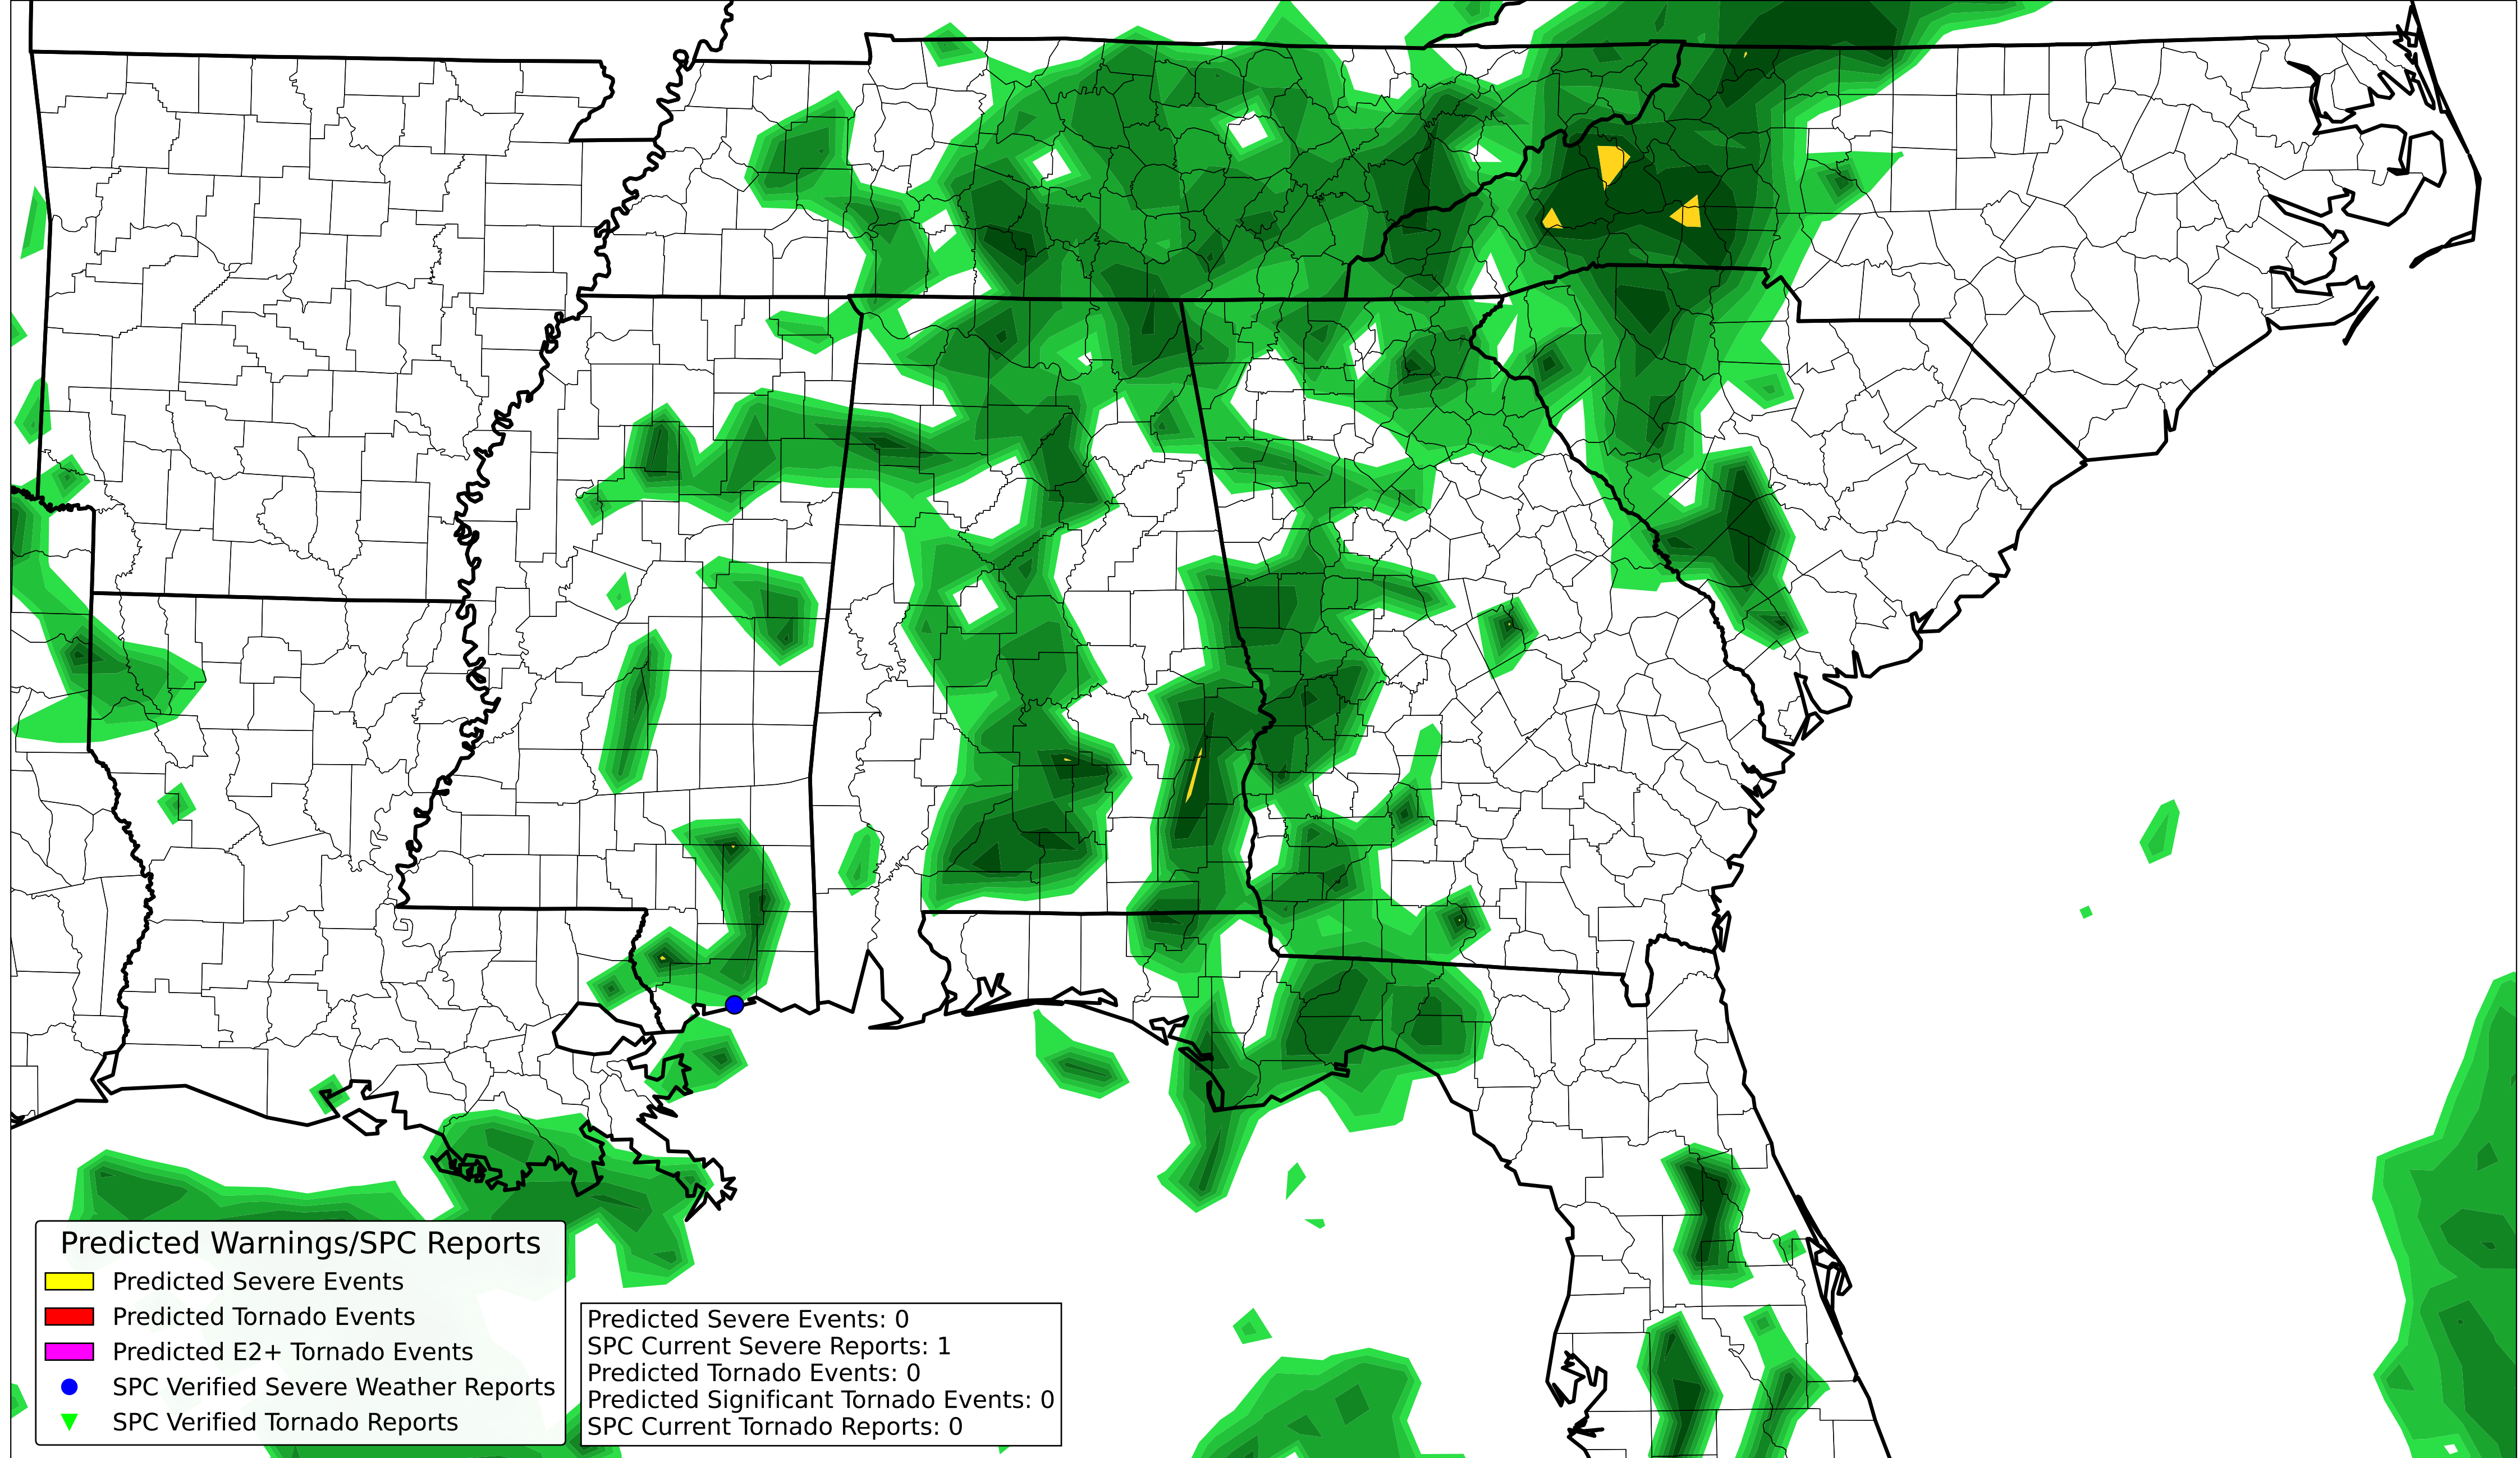 Predicted Warnings/SPC Reports
Predicted Severe Events
Predicted Tornado Events
Predicted E2+ Tornado Events
SPC Verified Severe Weather Reports
SPC Verified Tornado Reports
Predicted Severe Events: 0
SPC Current Severe Reports: 1
Predicted Tornado Events: 0
Predicted Significant Tornado Events: 0
SPC Current Tornado Reports: 0